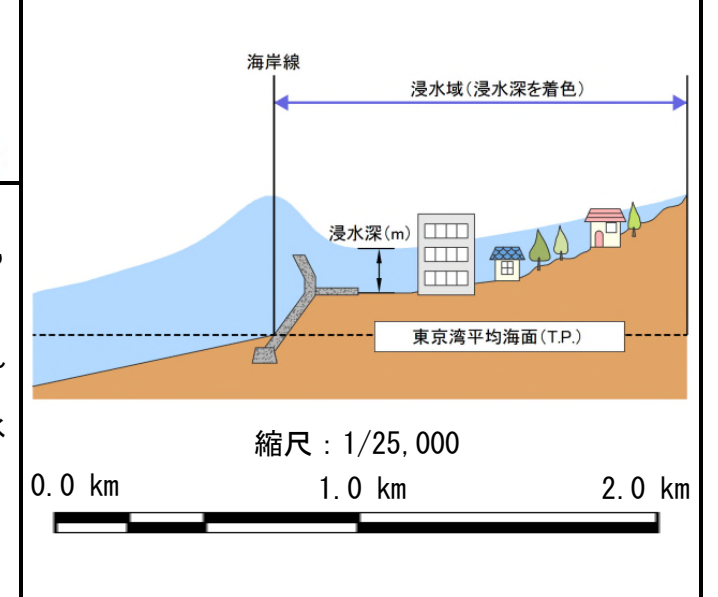 海岸線
浸水域(浸水深を着色)
浸水深(m)
東京湾平均海面(T.P.)
縮尺：1/25,000
0.0 km 1.0 km 2.0 km